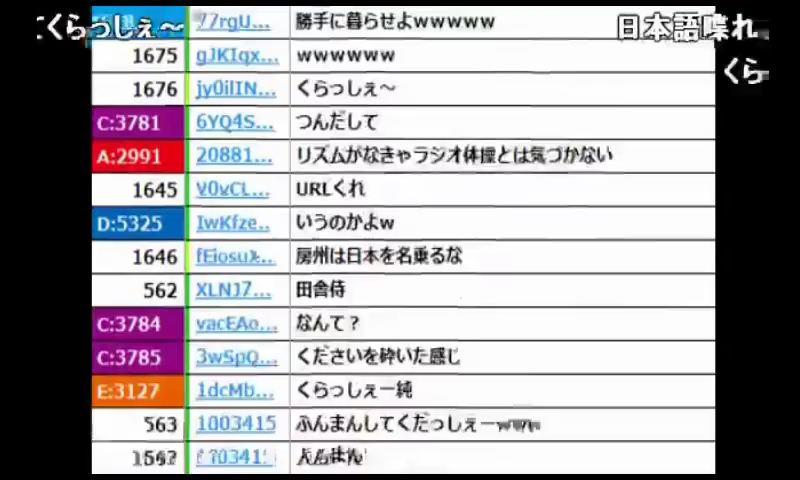 くらっしぇ～
日本語喋れ
くら
77rgU... 勝手に暮らせよwwwww
1675 gJKIqx... wwwwww
1676 jy0ilIN... くらっしぇ～
C:3781 6YQ4S... つんだして
A:2991 20881... リズムがなきゃラジオ体操とは気づかない
1645 V0vCL... URLくれ
D:5325 IwKfze.. いうのかよw
1646 房州は日本を名乗るな
562 XLNJ7... 田舎侍
C:3784 vacEAo... なんて？
C:3785 3wSpQ... くださいを砕いた感じ
E:3127 1dcMb... くらっしぇー純
563 1003415 ふんまんしてくだっしぇーwww